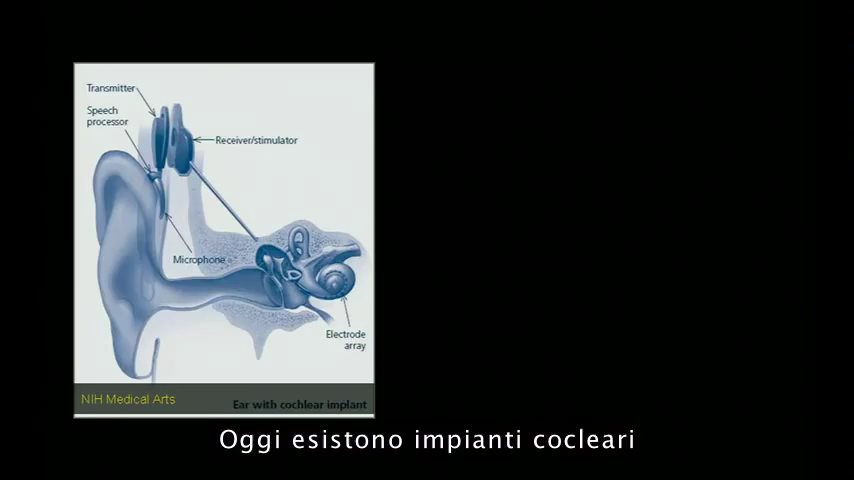 Transmitter
Speech
processor
Receiver/stimulator
Microphone
Electrode
array
NIH Medical Arts
Ear with cochlear implant
Oggi esistono impianti cocleari